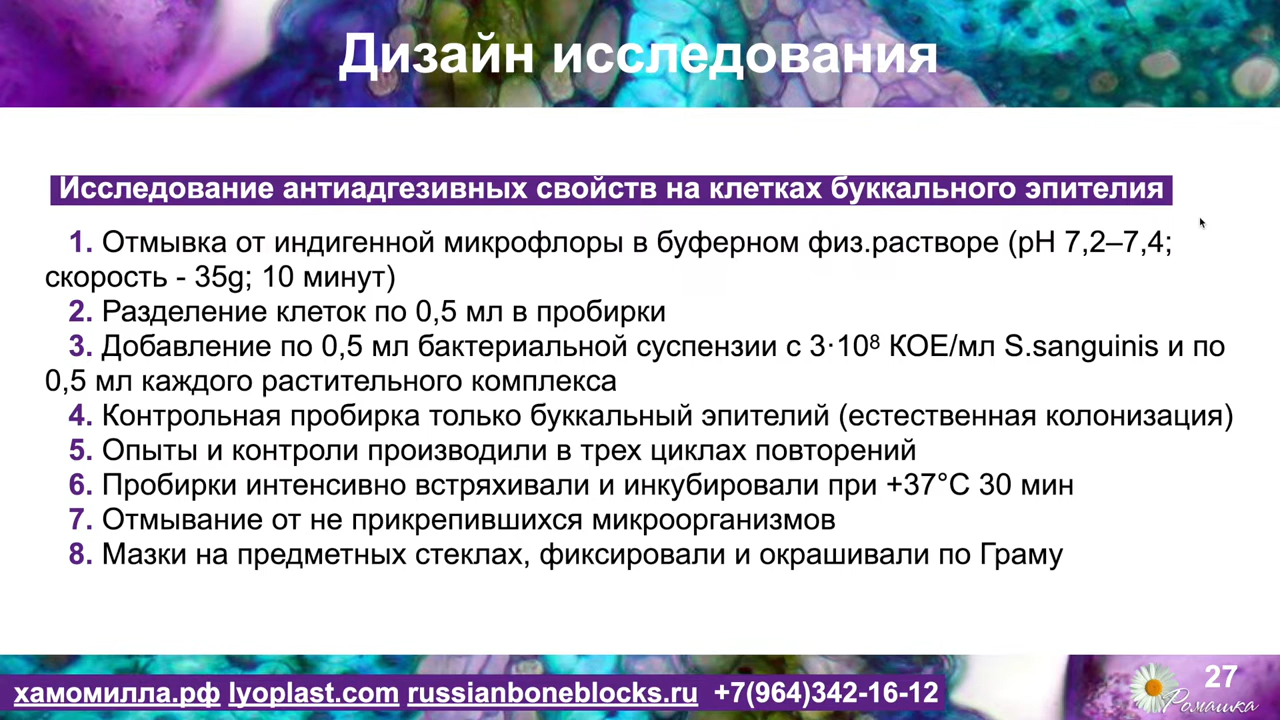 Дизайн исследования
Исследование антиадгезивных свойств на клетках буккального эпителия
1. Отмывка от индигенной микрофлоры в буферном физ.растворе (pH 7,2–7,4;
скорость - 35g; 10 минут)
2. Разделение клеток по 0,5 мл в пробирки
3. Добавление по 0,5 мл бактериальной суспензии с 3·10⁸ КОЕ/мл S.sanguinis и по
0,5 мл каждого растительного комплекса
4. Контрольная пробирка только буккальный эпителий (естественная колонизация)
5. Опыты и контроли производили в трех циклах повторений
6. Пробирки интенсивно встряхивали и инкубировали при +37°С 30 мин
7. Отмывание от не прикрепившихся микроорганизмов
8. Мазки на предметных стеклах, фиксировали и окрашивали по Граму
хамомилла.рф lyoplast.com russianboneblocks.ru +7(964)342-16-12
27
Ромашка